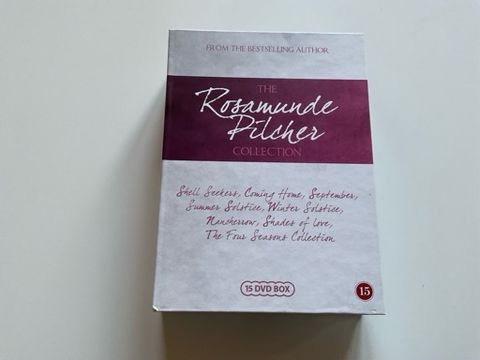 FROM THE BESTSELLING AUTHOR
THE
Rosamunde
Pilcher
COLLECTION
Shell Seekers, Coming Home, September,
Summer Solstice, Winter Solstice,
Nancherrow, Shades of love,
The Four Seasons Collection
15 DVD BOX
15